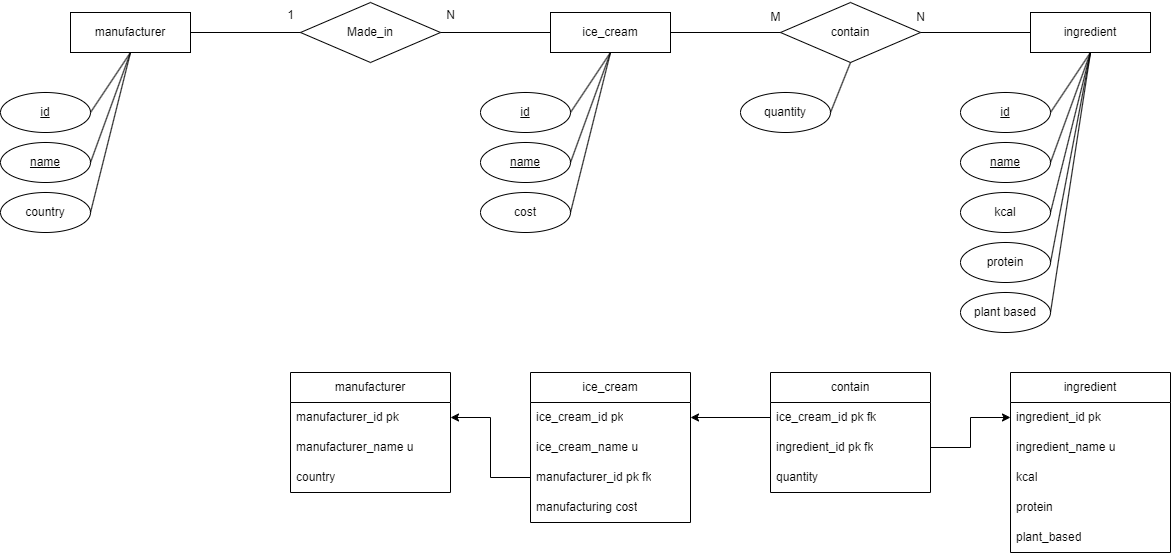 1
N
M
N
manufacturer
Made_in
ice_cream
contain
ingredient
id
name
country
id
name
cost
quantity
id
name
kcal
protein
plant based
manufacturer
manufacturer_id pk
manufacturer_name u
country
ice_cream
ice_cream_id pk
ice_cream_name u
manufacturer_id pk fk
manufacturing cost
contain
ice_cream_id pk fk
ingredient_id pk fk
quantity
ingredient
ingredient_id pk
ingredient_name u
kcal
protein
plant_based